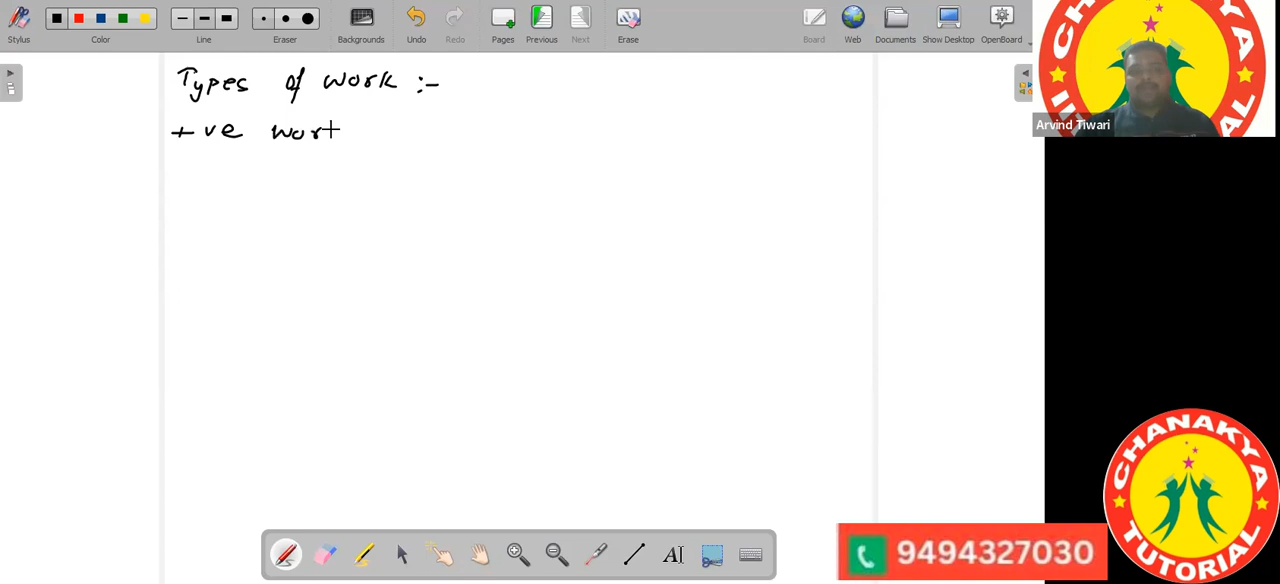 Stylus
Color
Line
Eraser
Backgrounds
Undo
Redo
Pages
Previous
Next
Erase
Board
Web
Documents
Show Desktop
OpenBoard
Types of work :-
+ve wor
Arvind Tiwari
CHANAKYA
TUTORIAL
9494327030